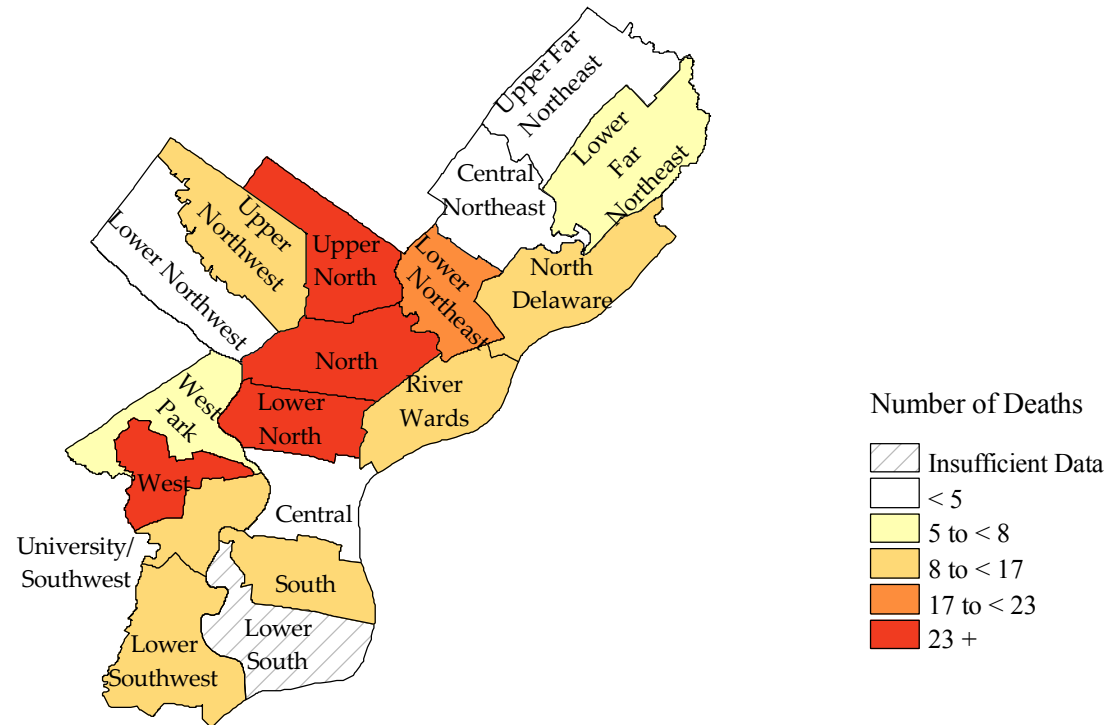 Upper Far
Northeast
Lower
Far
Northeast
Central
Northeast
Upper
Northwest
Lower Northwest
Upper
North
Lower
Northeast
North
Delaware
North
River
Wards
West
Park
Lower
North
West
Central
University/
Southwest
South
Lower
South
Lower
Southwest
Number of Deaths
Insufficient Data
< 5
5 to < 8
8 to < 17
17 to < 23
23 +